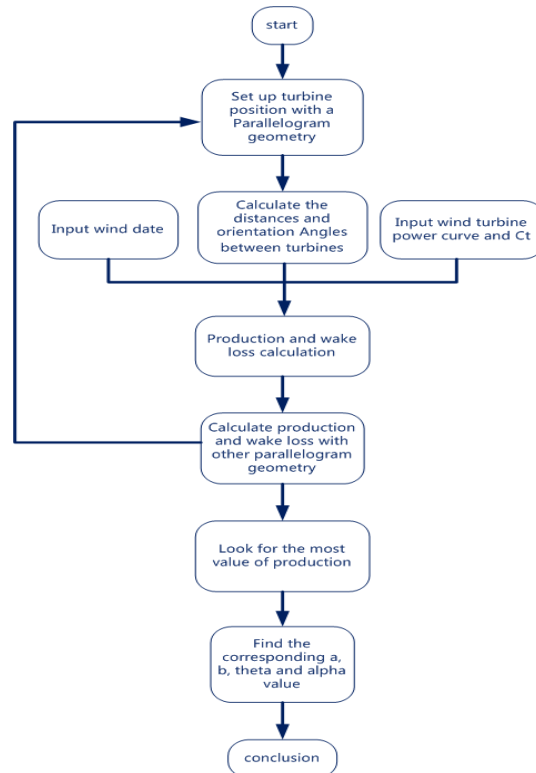 start
Set up turbine
position with a
Parallelogram
geometry
Calculate the
distances and
orientation Angles
between turbines
Input wind date
Input wind turbine
power curve and Ct
Production and wake
loss calculation
Calculate production
and wake loss with
other parallelogram
geometry
Look for the most
value of production
Find the
corresponding a,
b, theta and alpha
value
conclusion